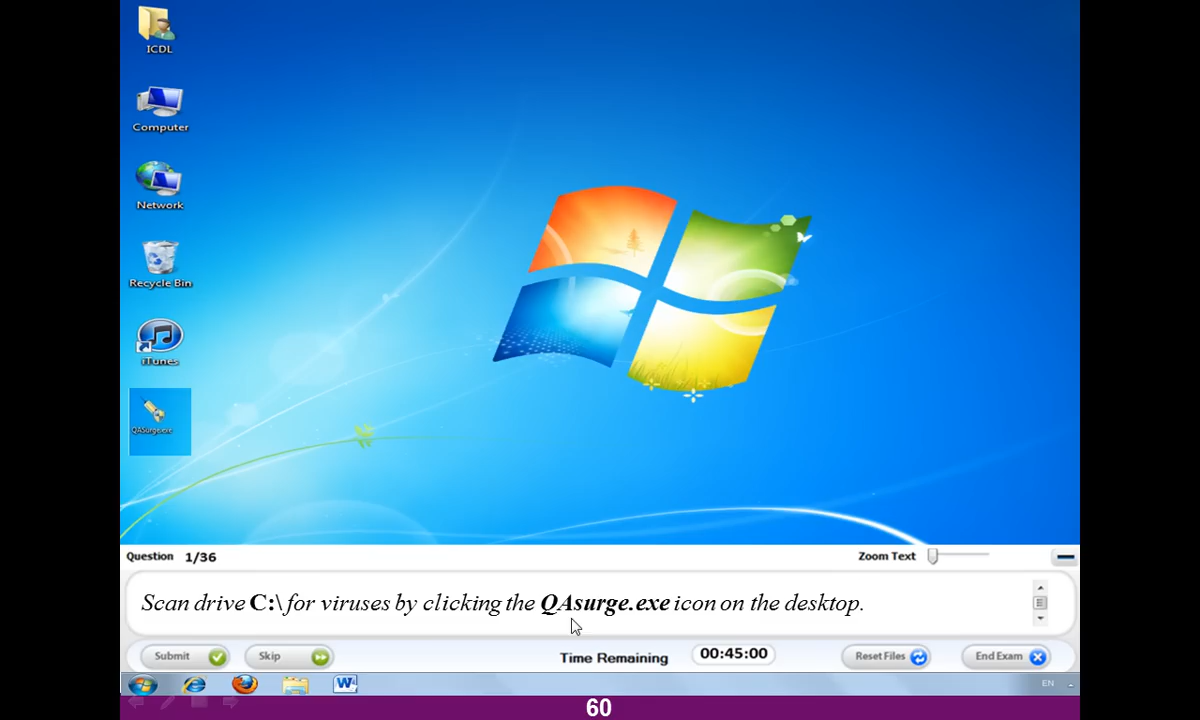 ICDL
Computer
Network
Recycle Bin
iTunes
QASurge.exe
Question 1/36
Zoom Text
Scan drive C:\ for viruses by clicking the QAsurge.exe icon on the desktop.
Submit
Skip
Time Remaining
00:45:00
Reset Files
End Exam
W
EN
60